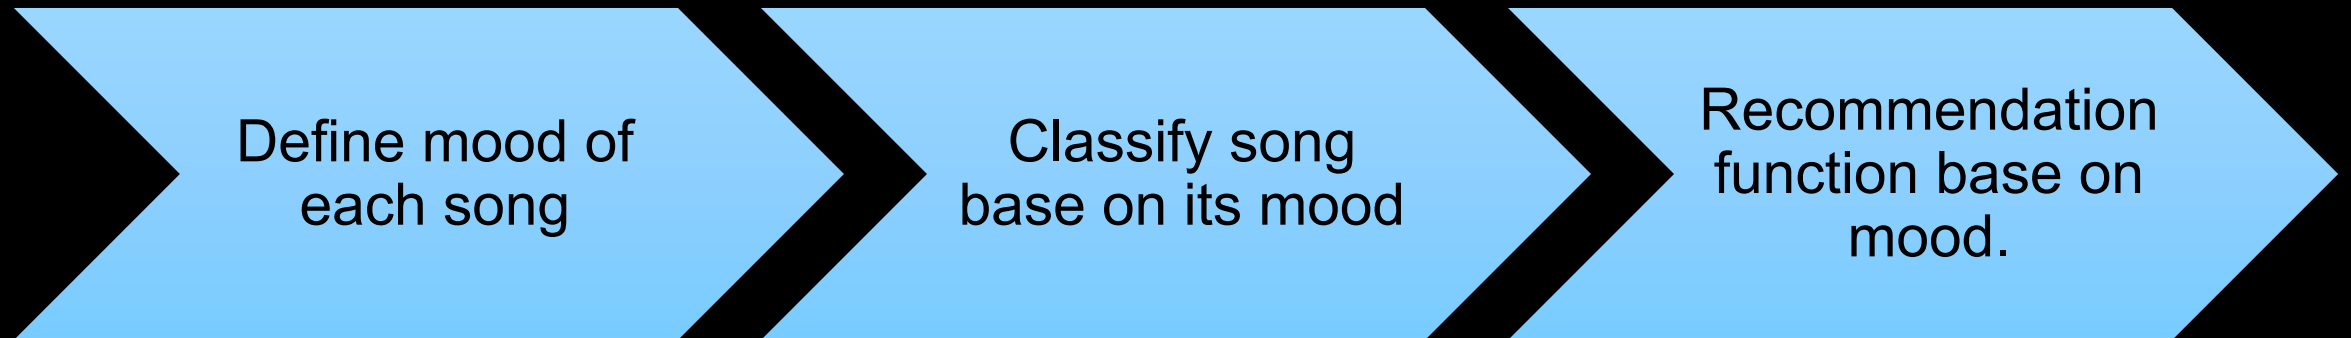 Define mood of
each song
Classify song
base on its mood
Recommendation
function base on
mood.